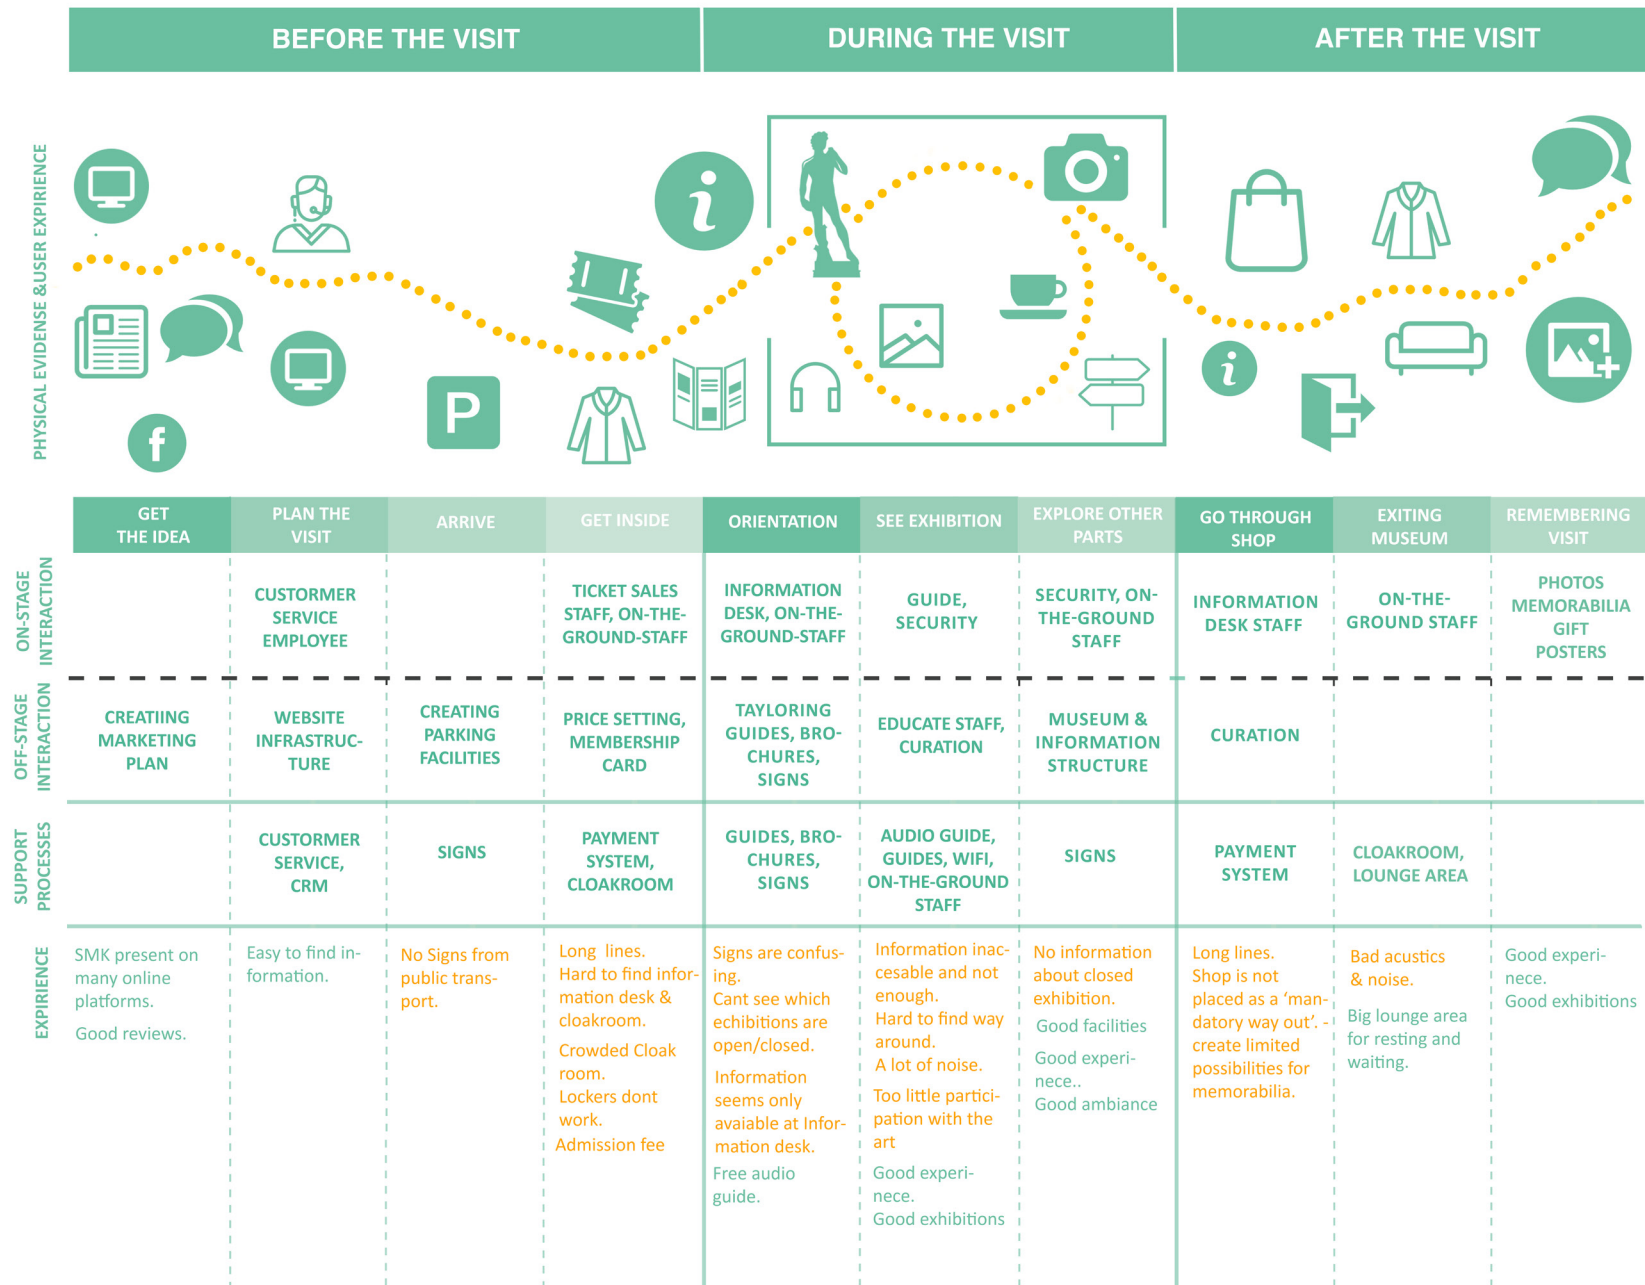 BEFORE THE VISIT
DURING THE VISIT
AFTER THE VISIT
PHYSICAL EVIDENSE &USER EXPIRIENCE
i
f
P
i
GET
THE IDEA
PLAN THE
VISIT
ARRIVE
GET INSIDE
ORIENTATION
SEE EXHIBITION
EXPLORE OTHER
PARTS
GO THROUGH
SHOP
EXITING
MUSEUM
REMEMBERING
VISIT
ON-STAGE
INTERACTION
CUSTORMER
SERVICE
EMPLOYEE
TICKET SALES
STAFF, ON-THE-
GROUND-STAFF
INFORMATION
DESK, ON-THE-
GROUND-STAFF
GUIDE,
SECURITY
SECURITY, ON-
THE-GROUND
STAFF
INFORMATION
DESK STAFF
ON-THE-
GROUND STAFF
PHOTOS
MEMORABILIA
GIFT
POSTERS
OFF-STAGE
INTERACTION
CREATIING
MARKETING
PLAN
WEBSITE
INFRASTRUC-
TURE
CREATING
PARKING
FACILITIES
PRICE SETTING,
MEMBERSHIP
CARD
TAYLORING
GUIDES, BRO-
CHURES,
SIGNS
EDUCATE STAFF,
CURATION
MUSEUM &
INFORMATION
STRUCTURE
CURATION
SUPPORT
PROCESSES
CUSTORMER
SERVICE,
CRM
SIGNS
PAYMENT
SYSTEM,
CLOAKROOM
GUIDES, BRO-
CHURES,
SIGNS
AUDIO GUIDE,
GUIDES, WIFI,
ON-THE-GROUND
STAFF
SIGNS
PAYMENT
SYSTEM
CLOAKROOM,
LOUNGE AREA
EXPIRIENCE
SMK present on
many online
platforms.
Good reviews.
Easy to find in-
formation.
No Signs from
public trans-
port.
Long lines.
Hard to find infor-
mation desk &
cloakroom.
Crowded Cloak
room.
Lockers dont
work.
Admission fee
Signs are confus-
ing.
Cant see which
echibitions are
open/closed.
Information
seems only
avaiable at Infor-
mation desk.
Free audio
guide.
Information inac-
cesable and not
enough.
Hard to find way
around.
A lot of noise.
Too little partici-
pation with the
art
Good experi-
nece.
Good exhibitions
No information
about closed
exhibition.
Good facilities
Good experi-
nece..
Good ambiance
Long lines.
Shop is not
placed as a ‘man-
datory way out’. -
create limited
possibilities for
memorabilia.
Bad acustics
& noise.
Big lounge area
for resting and
waiting.
Good experi-
nece.
Good exhibitions